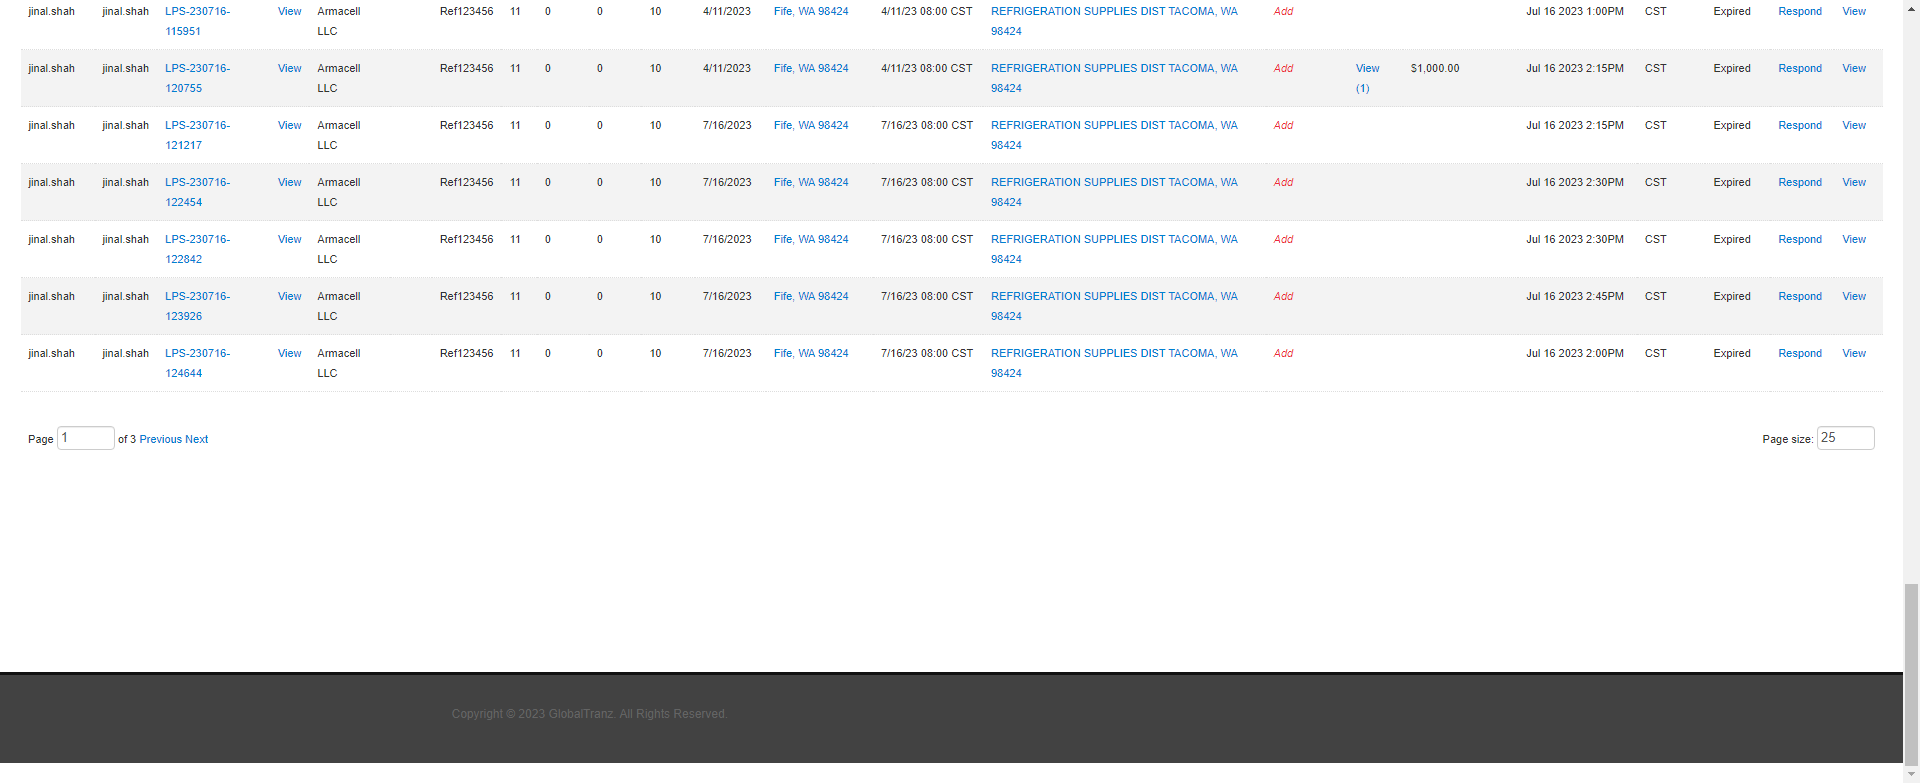 jinal.shah jinal.shah LPS-230716- View Armacell Ref123456 11 0 0 10 4/11/2023 Fife, WA 98424 4/11/23 08:00 CST REFRIGERATION SUPPLIES DIST TACOMA, WA Add Jul 16 2023 1:00PM CST Expired Respond View
115951 LLC 98424
jinal.shah jinal.shah LPS-230716- View Armacell Ref123456 11 0 0 10 4/11/2023 Fife, WA 98424 4/11/23 08:00 CST REFRIGERATION SUPPLIES DIST TACOMA, WA Add View $1,000.00 Jul 16 2023 2:15PM CST Expired Respond View
120755 LLC 98424 (1)
jinal.shah jinal.shah LPS-230716- View Armacell Ref123456 11 0 0 10 7/16/2023 Fife, WA 98424 7/16/23 08:00 CST REFRIGERATION SUPPLIES DIST TACOMA, WA Add Jul 16 2023 2:15PM CST Expired Respond View
121217 LLC 98424
jinal.shah jinal.shah LPS-230716- View Armacell Ref123456 11 0 0 10 7/16/2023 Fife, WA 98424 7/16/23 08:00 CST REFRIGERATION SUPPLIES DIST TACOMA, WA Add Jul 16 2023 2:30PM CST Expired Respond View
122454 LLC 98424
jinal.shah jinal.shah LPS-230716- View Armacell Ref123456 11 0 0 10 7/16/2023 Fife, WA 98424 7/16/23 08:00 CST REFRIGERATION SUPPLIES DIST TACOMA, WA Add Jul 16 2023 2:30PM CST Expired Respond View
122842 LLC 98424
jinal.shah jinal.shah LPS-230716- View Armacell Ref123456 11 0 0 10 7/16/2023 Fife, WA 98424 7/16/23 08:00 CST REFRIGERATION SUPPLIES DIST TACOMA, WA Add Jul 16 2023 2:45PM CST Expired Respond View
123926 LLC 98424
jinal.shah jinal.shah LPS-230716- View Armacell Ref123456 11 0 0 10 7/16/2023 Fife, WA 98424 7/16/23 08:00 CST REFRIGERATION SUPPLIES DIST TACOMA, WA Add Jul 16 2023 2:00PM CST Expired Respond View
124644 LLC 98424
Page 1 of 3 Previous Next Page size: 25
Copyright © 2023 GlobalTranz. All Rights Reserved.